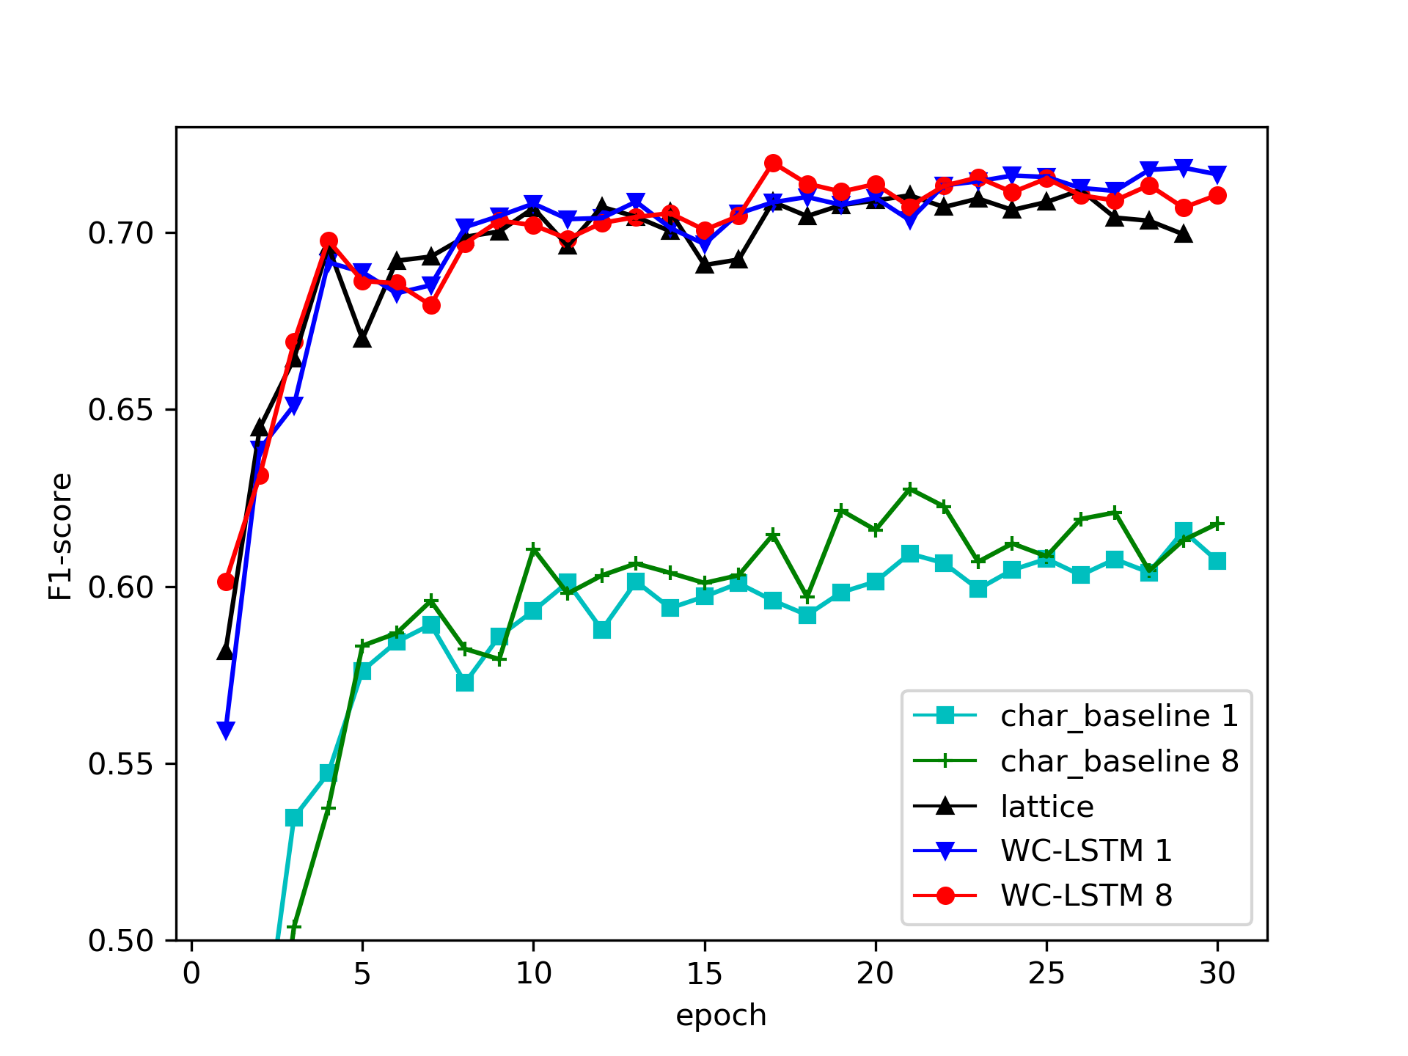 0.70
0.65
0.60
0.55
0.50
F1-score
0 5 10 15 20 25 30
epoch
char_baseline 1
char_baseline 8
lattice
WC-LSTM 1
WC-LSTM 8